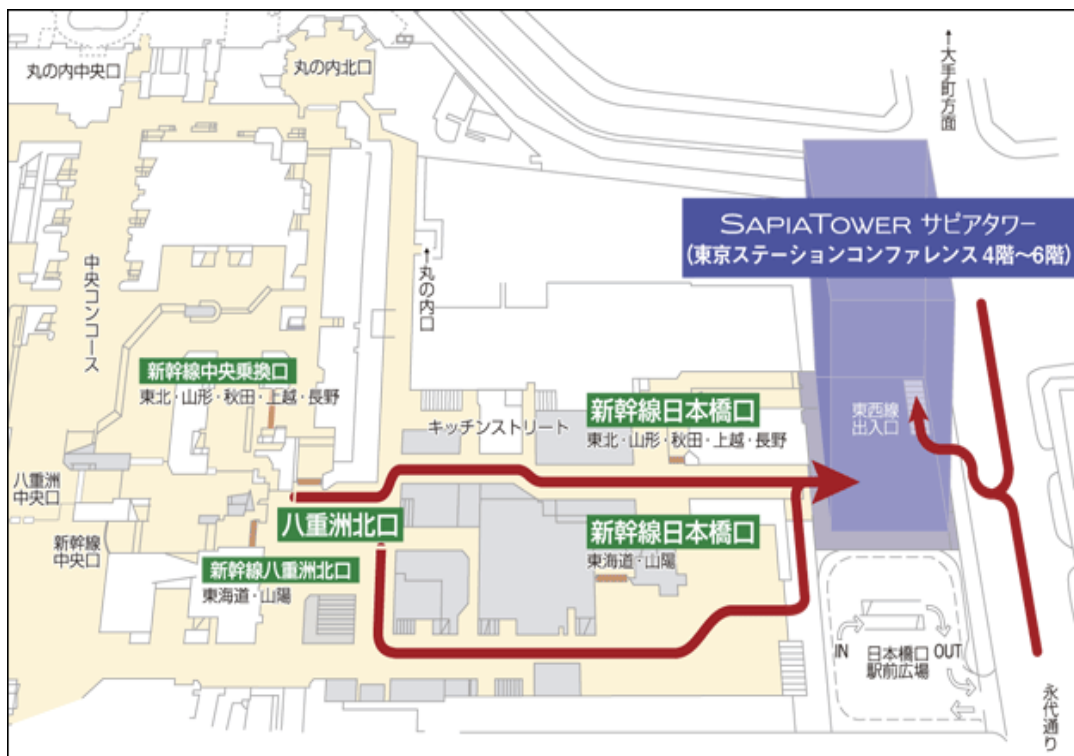 丸の内中央口
丸の内北口
↑大手町方面
SAPIATOWER サピアタワー
(東京ステーションコンファレンス 4階〜6階)
中央コンコース
↑丸の内口
新幹線中央乗換口
東北・山形・秋田・上越・長野
キッチンストリート
新幹線日本橋口
東北・山形・秋田・上越・長野
東西線
出入口
八重洲
中央口
八重洲北口
新幹線日本橋口
東海道・山陽
新幹線
中央口
新幹線八重洲北口
東海道・山陽
IN
日本橋口
駅前広場
OUT
永代通り